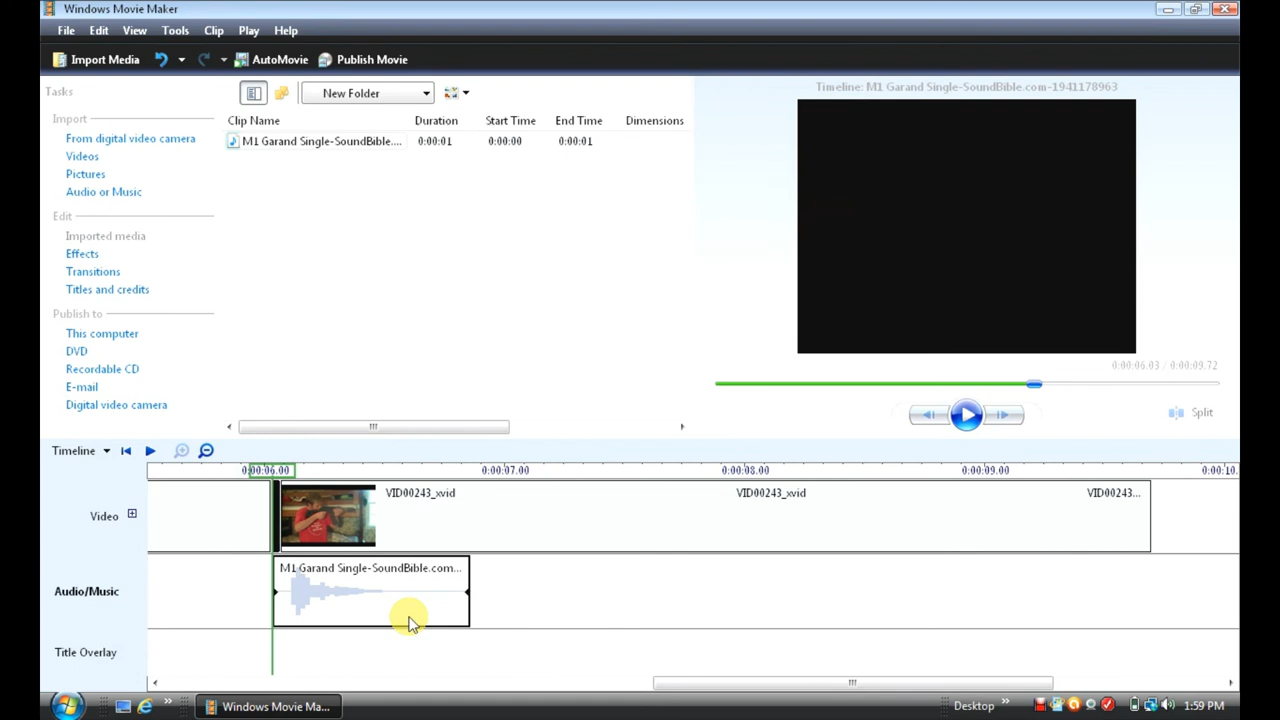 Windows Movie Maker
File Edit View Tools Clip Play Help
Import Media AutoMovie Publish Movie
Tasks
Import
From digital video camera
Videos
Pictures
Audio or Music
Edit
Imported media
Effects
Transitions
Titles and credits
Publish to
This computer
DVD
Recordable CD
E-mail
Digital video camera
New Folder
Clip Name Duration Start Time End Time Dimensions
M1 Garand Single-SoundBible.... 0:00:01 0:00:00 0:00:01
Timeline: M1 Garand Single-SoundBible.com-1941178963
0:00:06.03 / 0:00:09.72
Split
Timeline
0:00:06.00 0:00:07.00 0:00:08.00 0:00:09.00 0:00:10.
Video
VID00243_xvid VID00243_xvid VID00243...
Audio/Music
M1 Garand Single-SoundBible.com...
Title Overlay
Windows Movie Ma...
Desktop »
1:59 PM